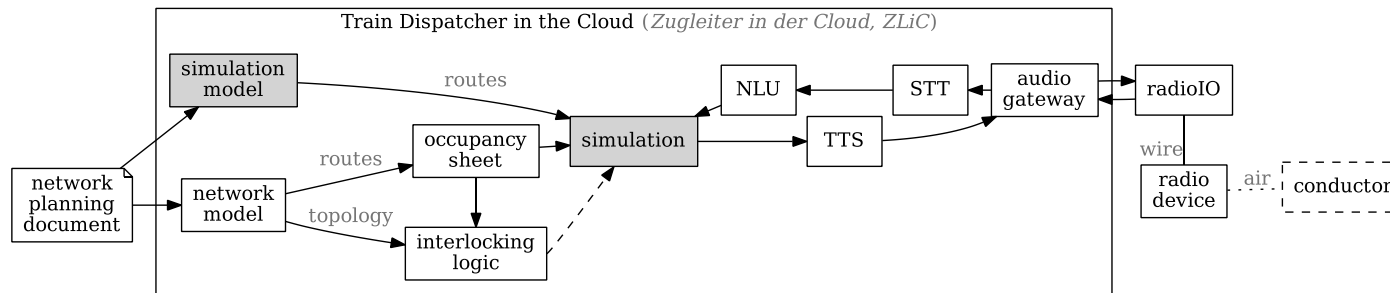 Train Dispatcher in the Cloud (Zugleiter in der Cloud, ZLiC)
simulation
model
routes
NLU
STT
audio
gateway
radioIO
occupancy
sheet
simulation
TTS
routes
wire
network
planning
document
network
model
topology
interlocking
logic
radio
device
air
conductor